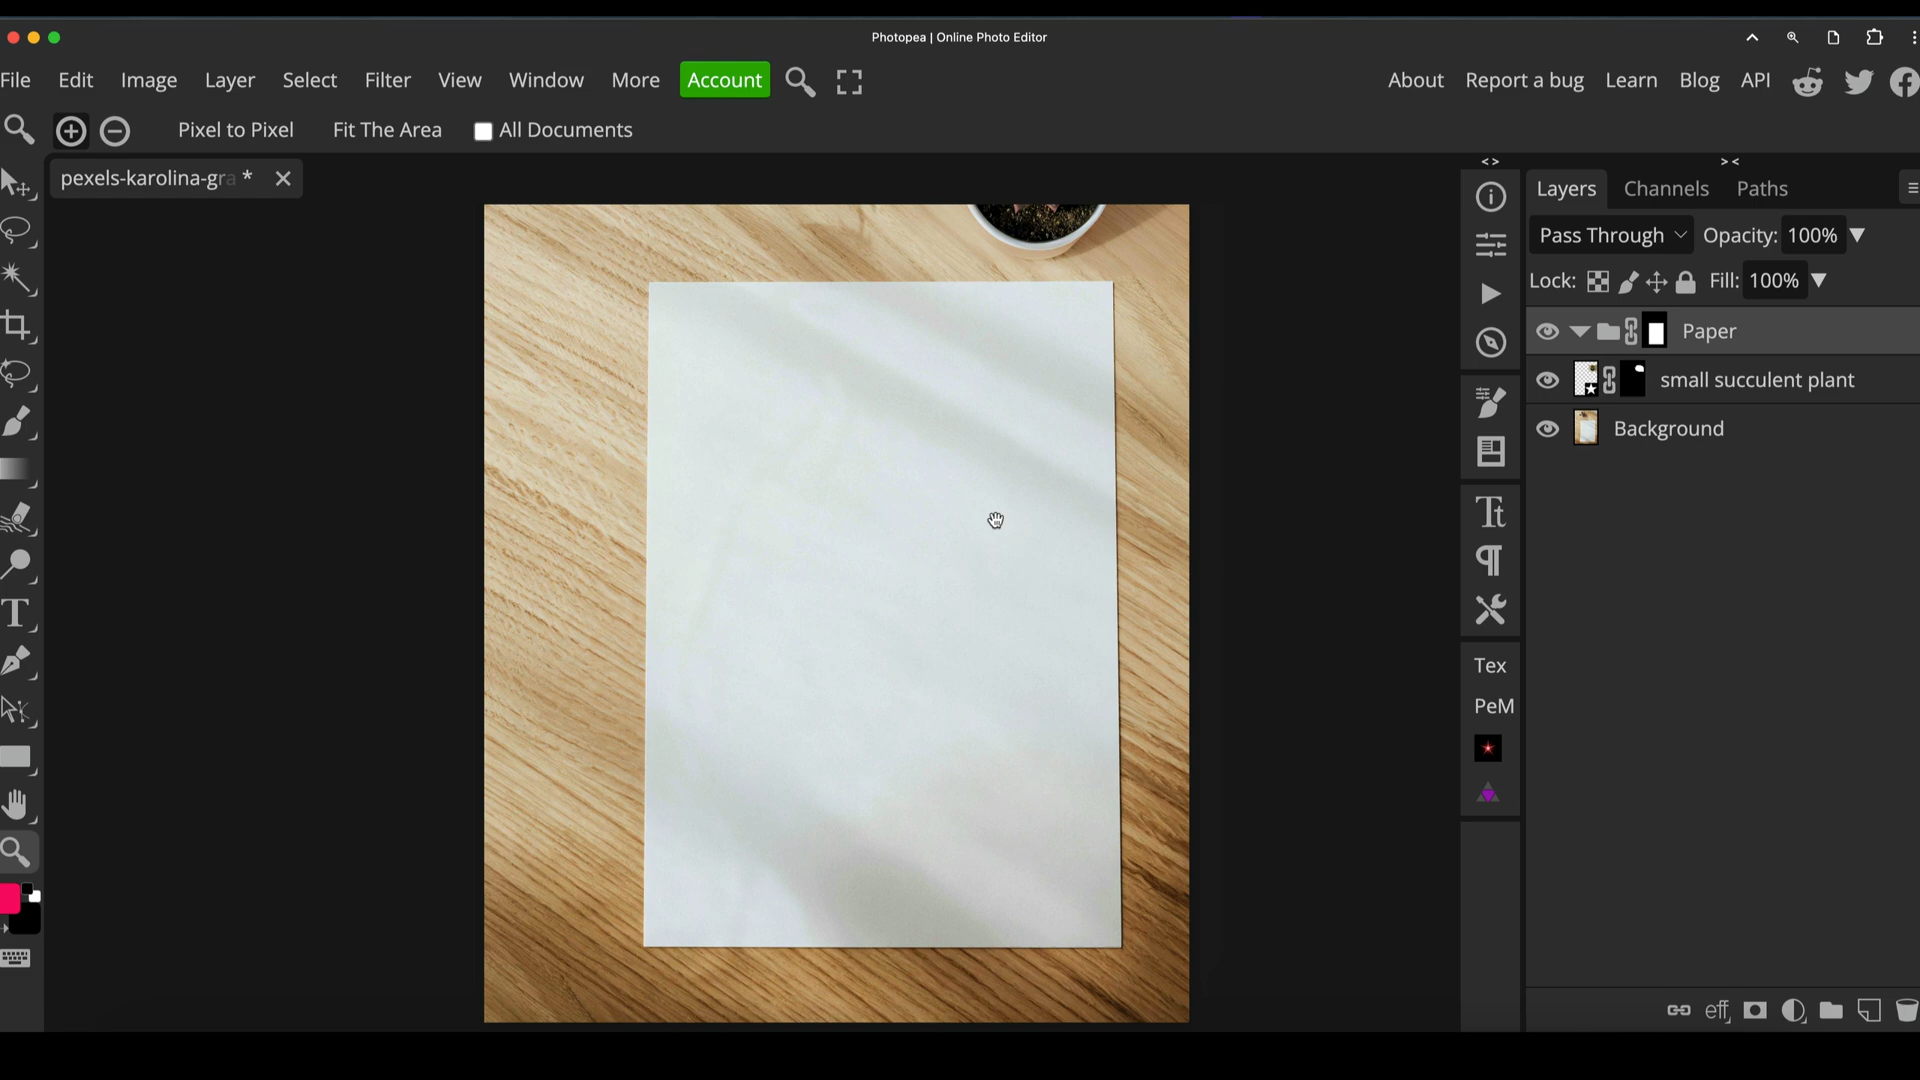 Photopea | Online Photo Editor
File Edit Image Layer Select Filter View Window More Account About Report a bug Learn Blog API
Pixel to Pixel Fit The Area All Documents
pexels-karolina-gra *
Layers Channels Paths
Pass Through Opacity: 100%
Lock: Fill: 100%
Paper
small succulent plant
Background
Tex
PeM
eff